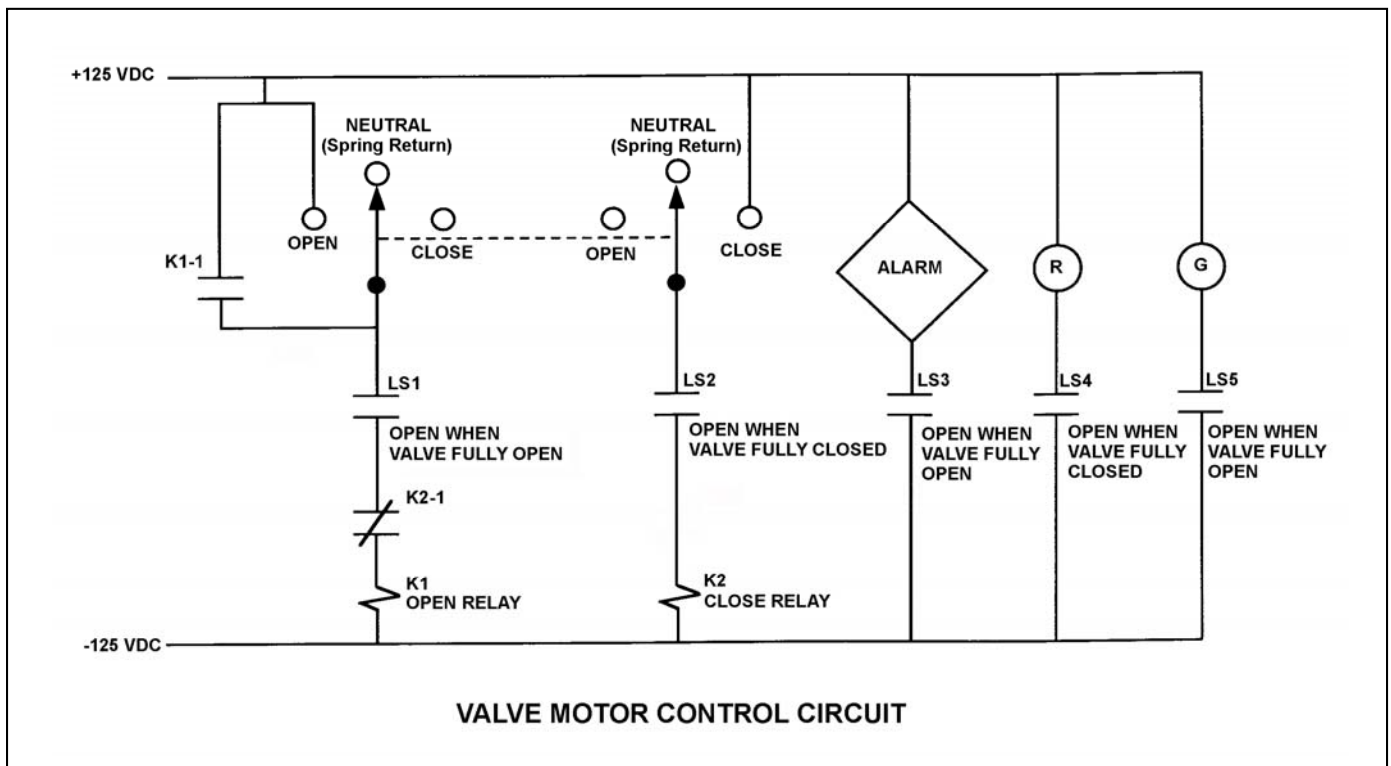 +125 VDC
NEUTRAL
(Spring Return)
NEUTRAL
(Spring Return)
OPEN
CLOSE
OPEN
CLOSE
K1-1
ALARM
R
G
LS1
OPEN WHEN
VALVE FULLY OPEN
LS2
OPEN WHEN
VALVE FULLY CLOSED
LS3
OPEN WHEN
VALVE FULLY
OPEN
LS4
OPEN WHEN
VALVE FULLY
CLOSED
LS5
OPEN WHEN
VALVE FULLY
OPEN
K2-1
K1
OPEN RELAY
K2
CLOSE RELAY
-125 VDC
VALVE MOTOR CONTROL CIRCUIT